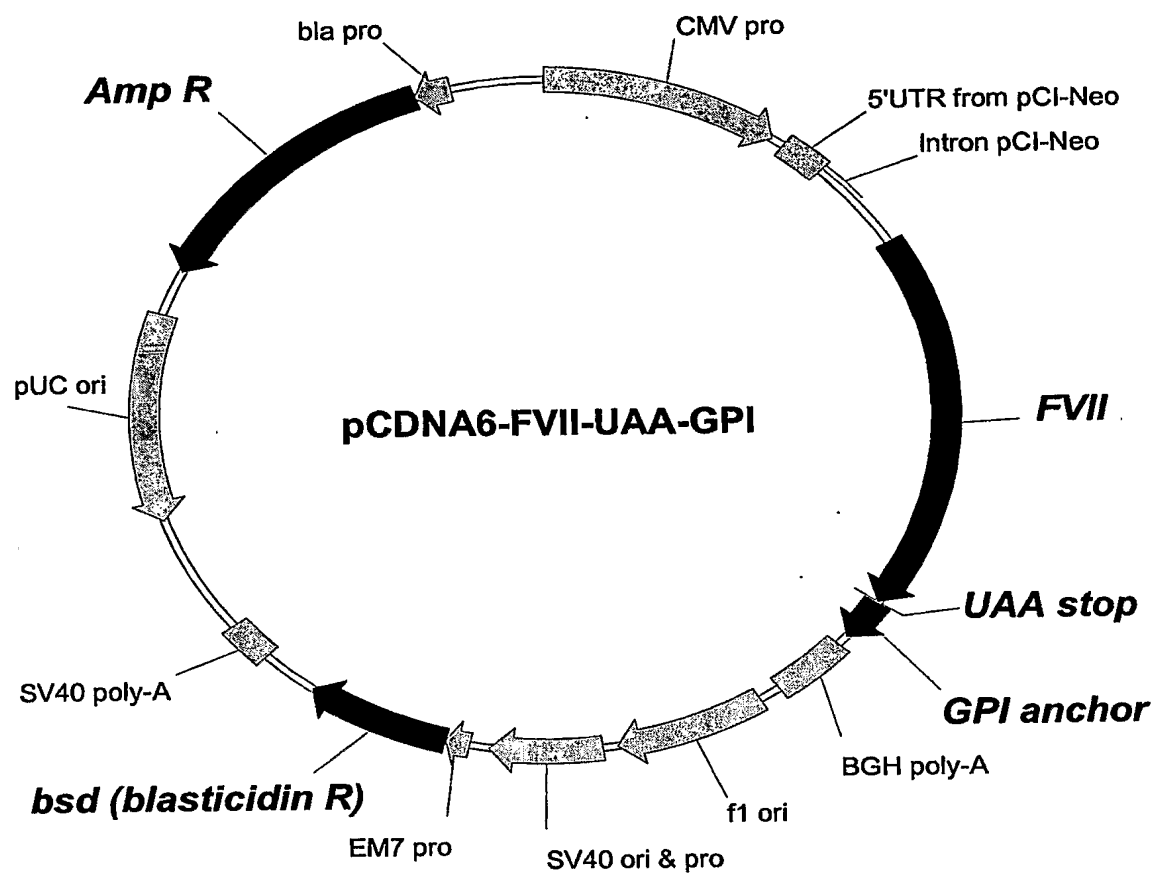 bla pro
CMV pro
Amp R
5'UTR from pCI-Neo
Intron pCI-Neo
pUC ori
pCDNA6-FVII-UAA-GPI
FVII
UAA stop
SV40 poly-A
GPI anchor
BGH poly-A
bsd (blasticidin R)
f1 ori
EM7 pro
SV40 ori & pro